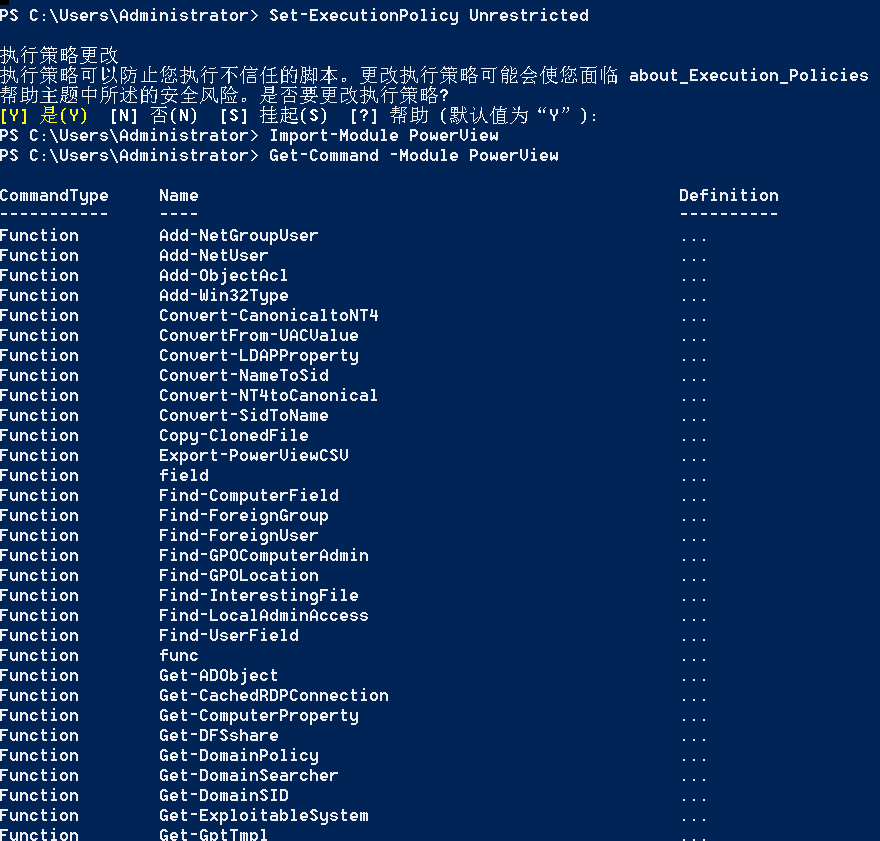 PS C:\Users\Administrator> Set-ExecutionPolicy Unrestricted
执行策略更改
执行策略可以防止您执行不信任的脚本。更改执行策略可能会使您面临 about_Execution_Policies
帮助主题中所述的安全风险。是否要更改执行策略?
[Y] 是(Y)  [N] 否(N)  [S] 挂起(S)  [?] 帮助 (默认值为“Y”):
PS C:\Users\Administrator> Import-Module PowerView
PS C:\Users\Administrator> Get-Command -Module PowerView
CommandType Name Definition
----------- ---- ----------
Function Add-NetGroupUser ...
Function Add-NetUser ...
Function Add-ObjectAcl ...
Function Add-Win32Type ...
Function Convert-CanonicaltoNT4 ...
Function ConvertFrom-UACValue ...
Function Convert-LDAPProperty ...
Function Convert-NameToSid ...
Function Convert-NT4toCanonical ...
Function Convert-SidToName ...
Function Copy-ClonedFile ...
Function Export-PowerViewCSV ...
Function field ...
Function Find-ComputerField ...
Function Find-ForeignGroup ...
Function Find-ForeignUser ...
Function Find-GPOComputerAdmin ...
Function Find-GPOLocation ...
Function Find-InterestingFile ...
Function Find-LocalAdminAccess ...
Function Find-UserField ...
Function func ...
Function Get-ADObject ...
Function Get-CachedRDPConnection ...
Function Get-ComputerProperty ...
Function Get-DFSshare ...
Function Get-DomainPolicy ...
Function Get-DomainSearcher ...
Function Get-DomainSID ...
Function Get-ExploitableSystem ...
Function Get-GptTmpl ...